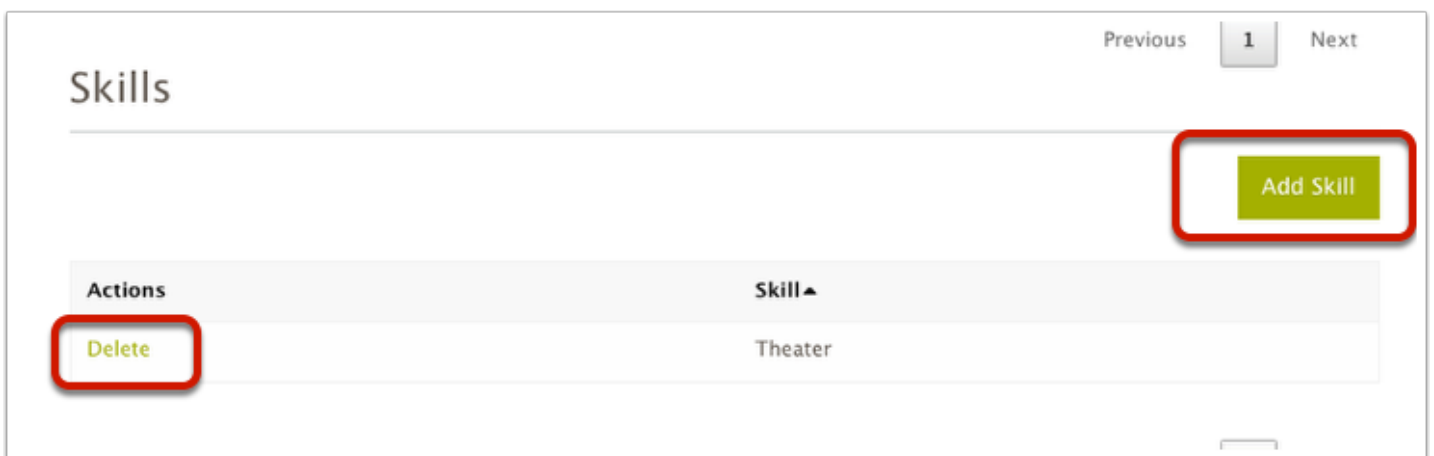 Previous 1 Next
Skills
Add Skill
Actions Skill
Delete Theater